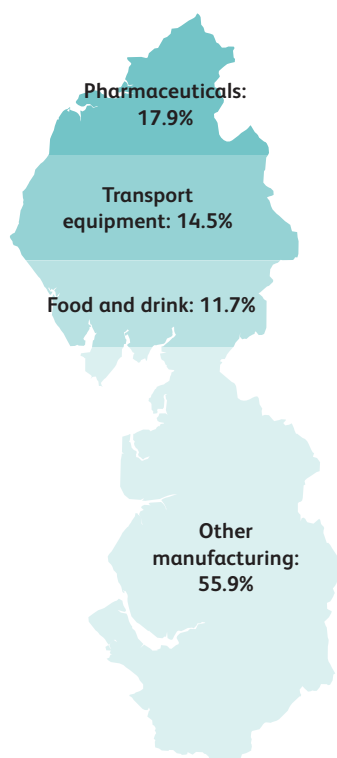 Pharmaceuticals:
17.9%
Transport
equipment: 14.5%
Food and drink: 11.7%
Other
manufacturing:
55.9%